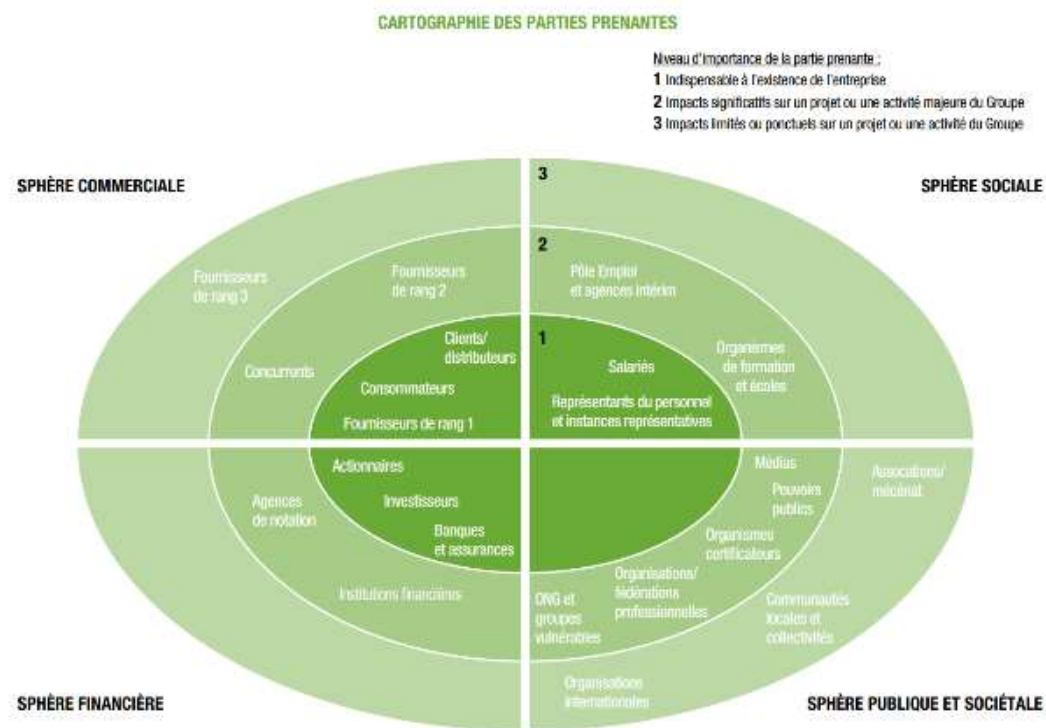 CARTOGRAPHIE DES PARTIES PRENANTES
Niveau d'importance de la partie prenante :
1 Indispensable à l'existence de l'entreprise
2 Impacts significatifs sur un projet ou une activité majeure du Groupe
3 Impacts limités ou ponctuels sur un projet ou une activité du Groupe
SPHÈRE COMMERCIALE
SPHÈRE SOCIALE
3
2
1
Fournisseurs
de rang 3
Fournisseurs
de rang 2
Concurrents
Clients/
distributeurs
Consommateurs
Fournisseurs de rang 1
Pôle Emploi
et agences intérim
Organismes
de formation
et écoles
Salariés
Représentants du personnel
et instances représentatives
Actionnaires
Investisseurs
Banques
et assurances
Agences
de notation
Institutions financières
Médias
Pouvoirs
publics
Organismes
certificateurs
Organisations/
fédérations
professionnelles
ONG et
groupes
vulnérables
Associations/
mécénat
Communautés
locales et
collectivités
Organisations
internationales
SPHÈRE FINANCIÈRE
SPHÈRE PUBLIQUE ET SOCIÉTALE